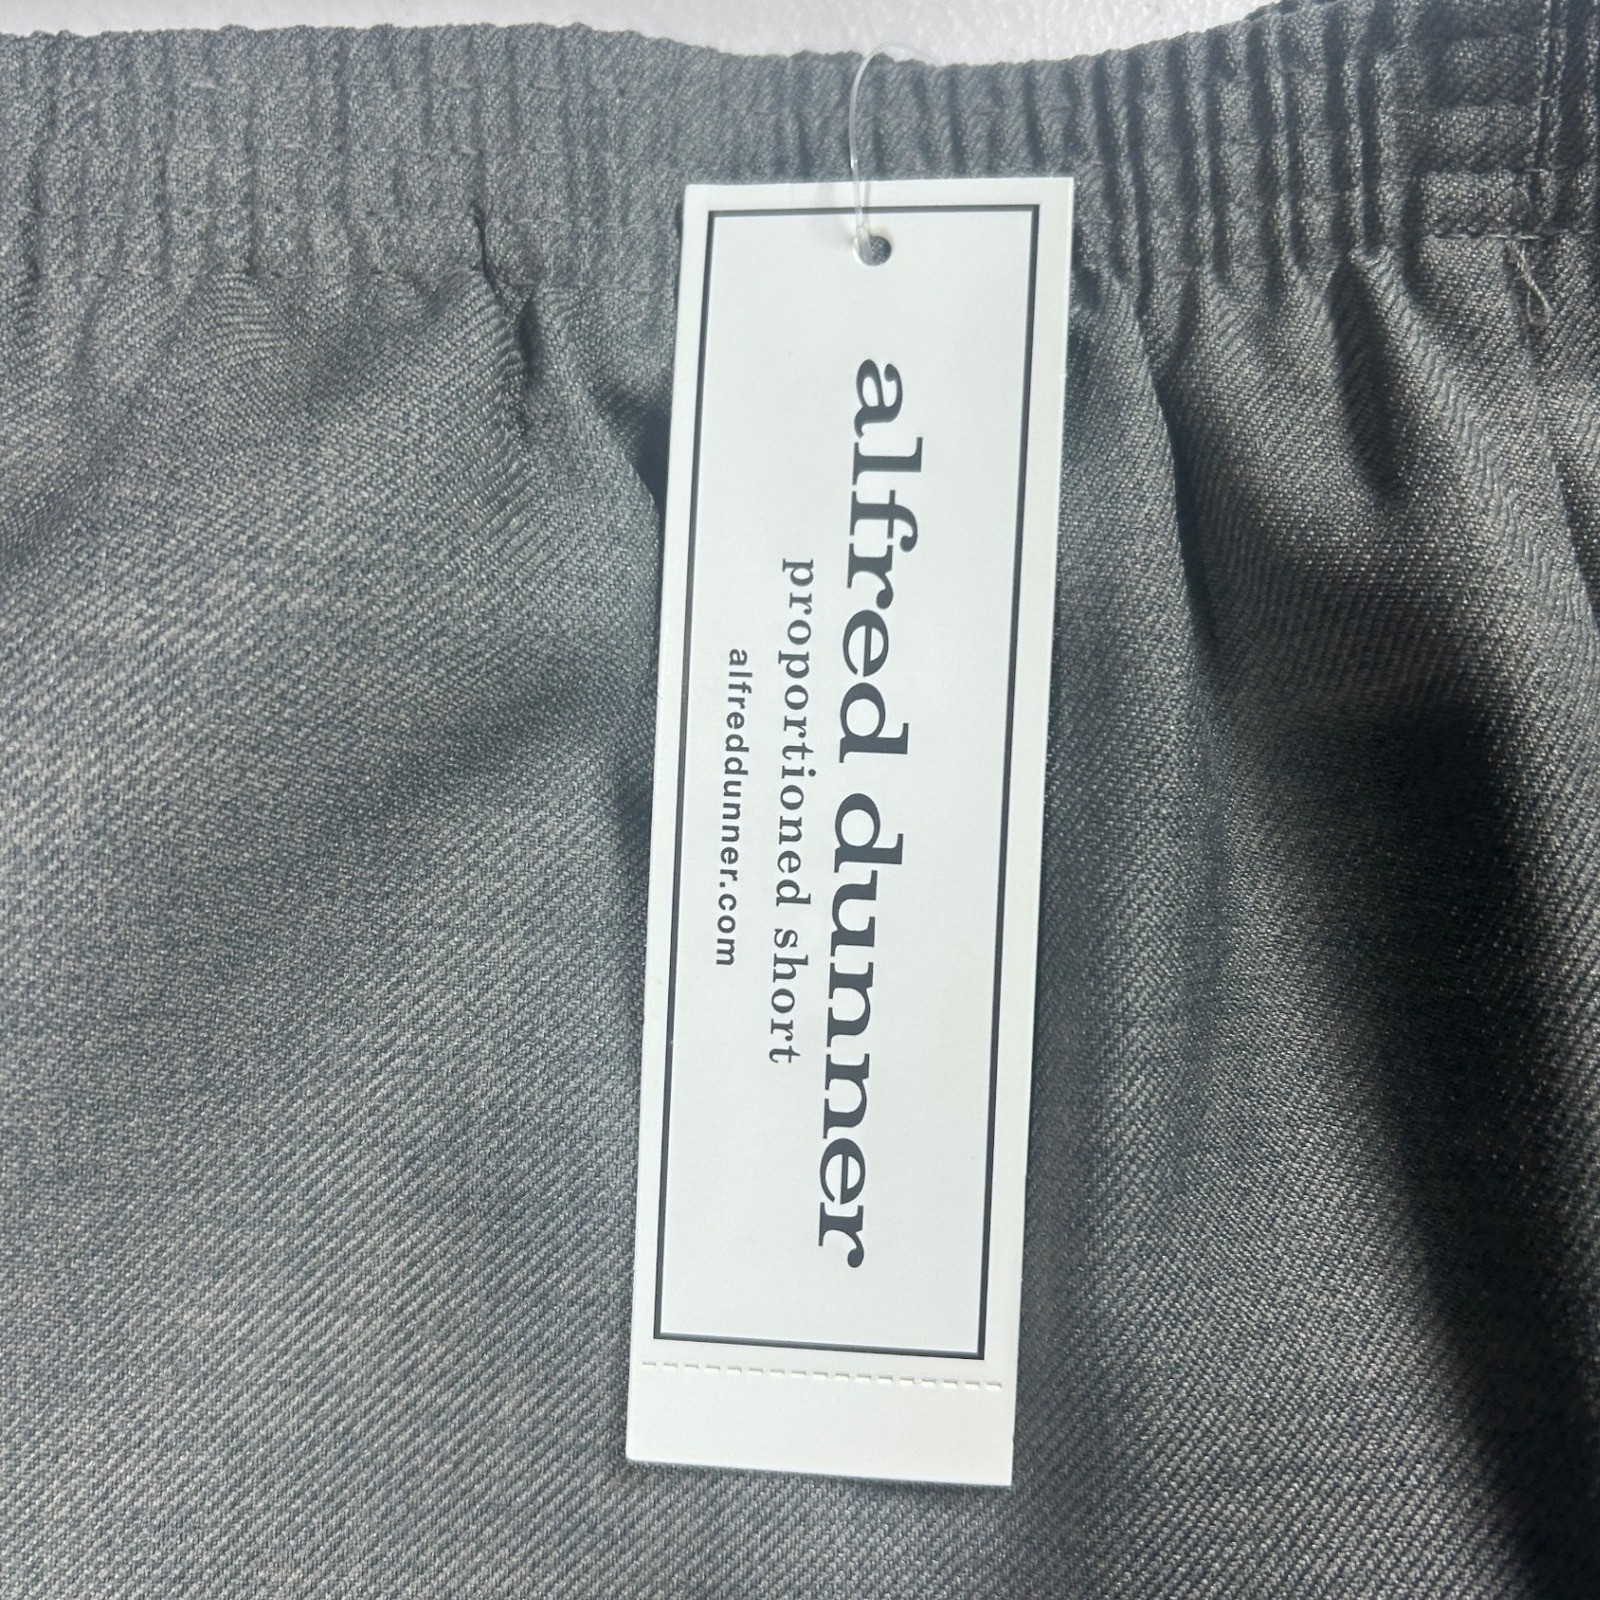 alfred dunner
proportioned short
alfreddunner.com